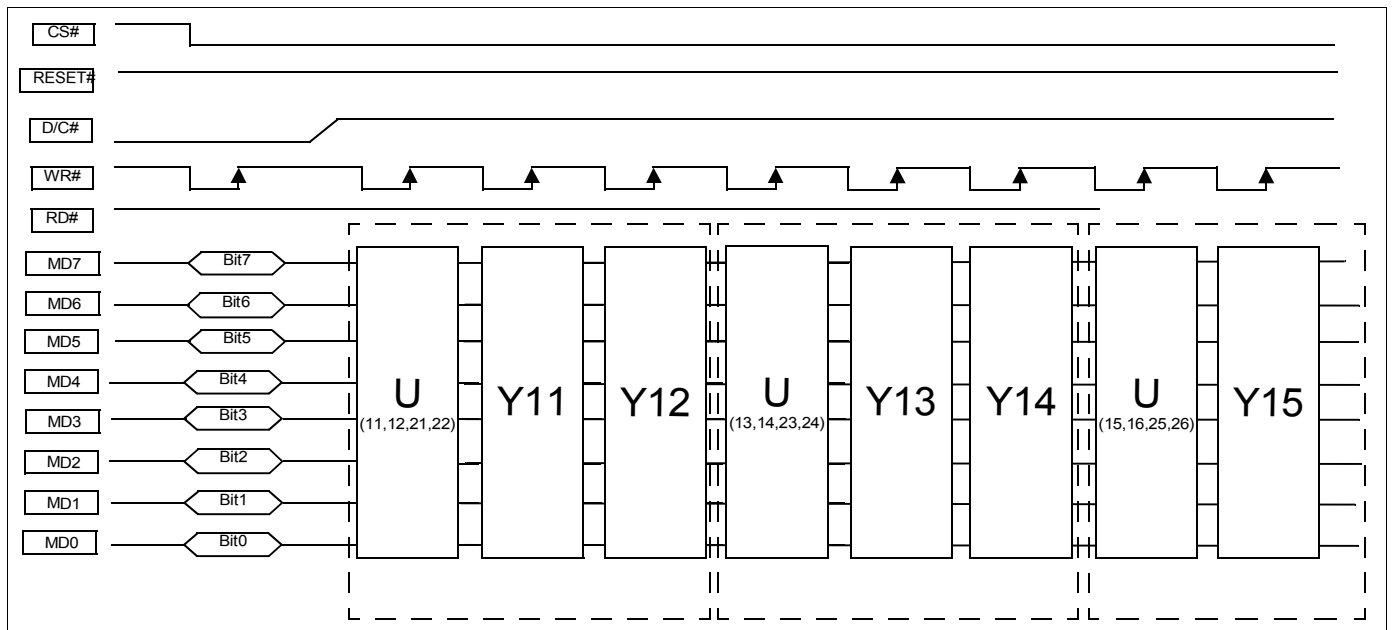 CS#
RESET#
D/C#
WR#
RD#
MD7 Bit7
MD6 Bit6
MD5 Bit5
MD4 Bit4
MD3 Bit3
MD2 Bit2
MD1 Bit1
MD0 Bit0
U
(11,12,21,22)
Y11
Y12
U
(13,14,23,24)
Y13
Y14
U
(15,16,25,26)
Y15